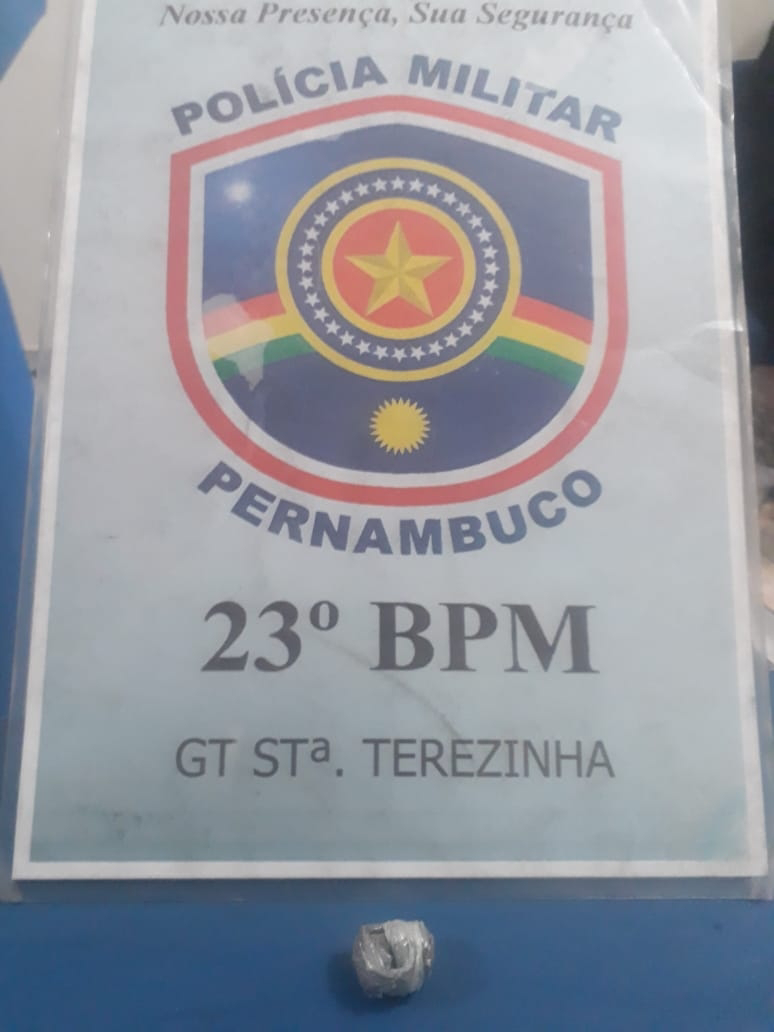 Nossa Presença, Sua Segurança
POLÍCIA MILITAR
PERNAMBUCO
23º BPM
GT STª. TEREZINHA